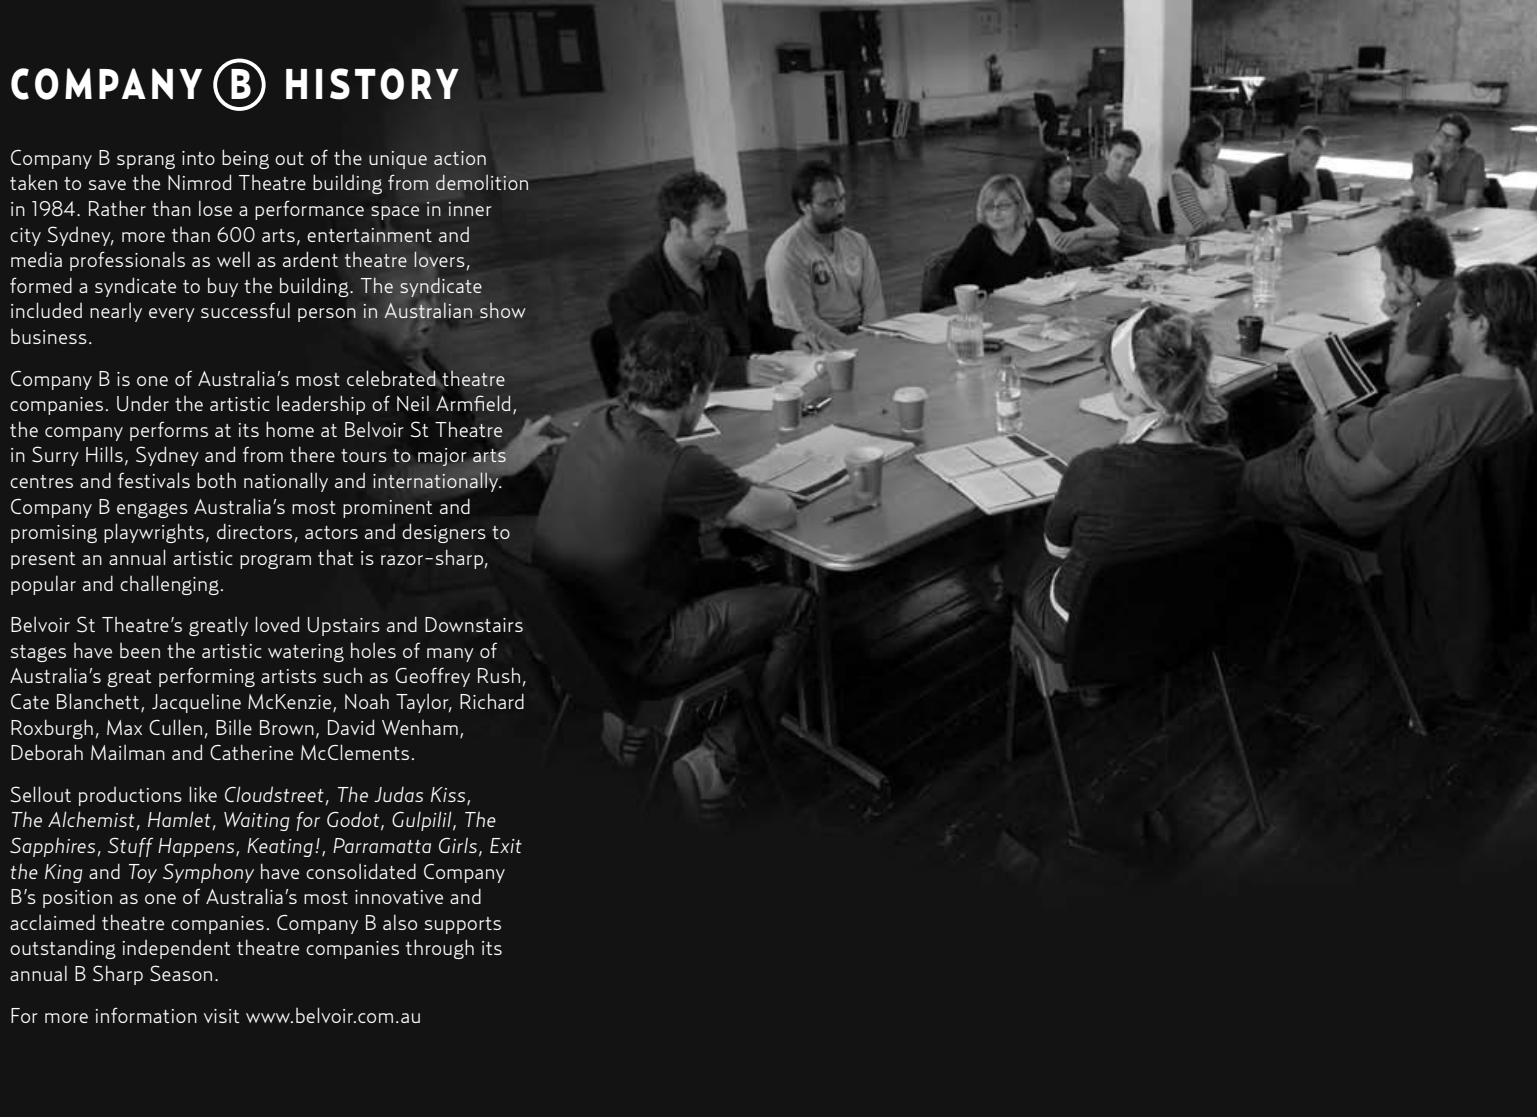 COMPANY B HISTORY
Company B sprang into being out of the unique action
taken to save the Nimrod Theatre building from demolition
in 1984. Rather than lose a performance space in inner
city Sydney, more than 600 arts, entertainment and
media professionals as well as ardent theatre lovers,
formed a syndicate to buy the building. The syndicate
included nearly every successful person in Australian show
business.
Company B is one of Australia's most celebrated theatre
companies. Under the artistic leadership of Neil Armfield,
the company performs at its home at Belvoir St Theatre
in Surry Hills, Sydney and from there tours to major arts
centres and festivals both nationally and internationally.
Company B engages Australia's most prominent and
promising playwrights, directors, actors and designers to
present an annual artistic program that is razor-sharp,
popular and challenging.
Belvoir St Theatre's greatly loved Upstairs and Downstairs
stages have been the artistic watering holes of many of
Australia's great performing artists such as Geoffrey Rush,
Cate Blanchett, Jacqueline McKenzie, Noah Taylor, Richard
Roxburgh, Max Cullen, Bille Brown, David Wenham,
Deborah Mailman and Catherine McClements.
Sellout productions like Cloudstreet, The Judas Kiss,
The Alchemist, Hamlet, Waiting for Godot, Gulpilil, The
Sapphires, Stuff Happens, Keating!, Parramatta Girls, Exit
the King and Toy Symphony have consolidated Company
B's position as one of Australia's most innovative and
acclaimed theatre companies. Company B also supports
outstanding independent theatre companies through its
annual B Sharp Season.
For more information visit www.belvoir.com.au